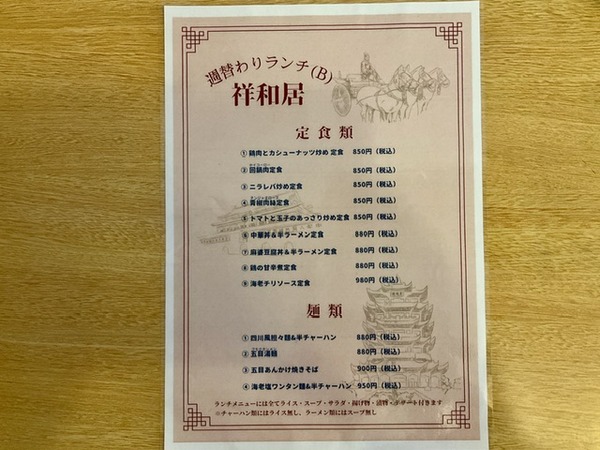 週替わりランチ(B)
祥和居
定食類
① 鶏肉とカシューナッツ炒め 定食 850円（税込）
② 回鍋肉定食 850円（税込）
③ ニラレバ炒め定食 850円（税込）
④ 青椒肉絲定食 850円（税込）
⑤ トマトと玉子のあっさり炒め定食 850円（税込）
⑥ 中華丼＆半ラーメン定食 880円（税込）
⑦ 麻婆豆腐丼＆半ラーメン定食 880円（税込）
⑧ 鶏の甘辛煮定食 880円（税込）
⑨ 海老チリソース定食 980円（税込）
麺類
① 四川風担々麺&半チャーハン 880円（税込）
② 五目湯麺 880円（税込）
③ 五目あんかけ焼きそば 900円（税込）
④ 海老塩ワンタン麺&半チャーハン 950円（税込）
ランチメニューには全てライス・スープ・サラダ・揚げ物・漬物・デザート付きます
※チャーハン類にはライス無し、ラーメン類にはスープ無し